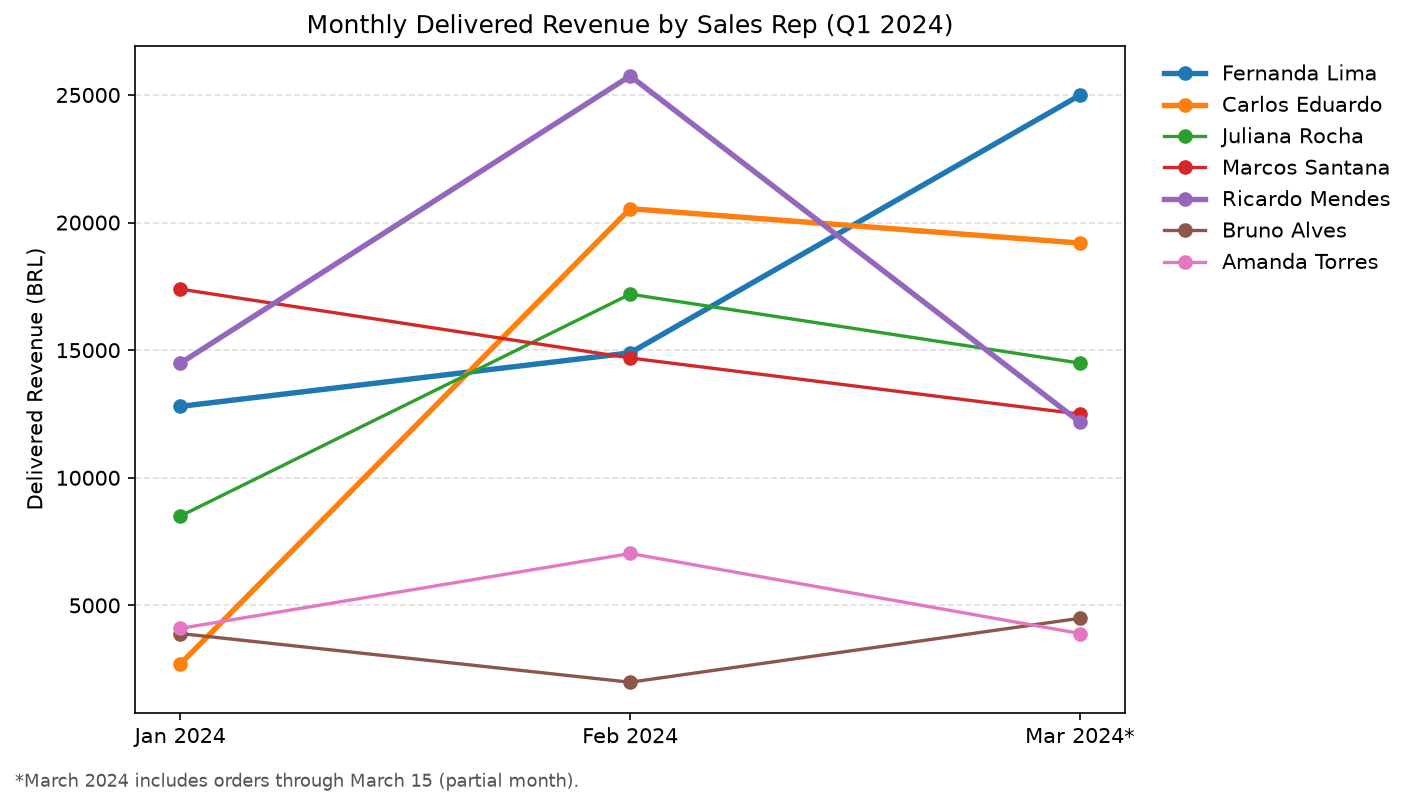 Monthly Delivered Revenue by Sales Rep (Q1 2024)
Delivered Revenue (BRL)
25000
20000
15000
10000
5000
Jan 2024
Feb 2024
Mar 2024*
Fernanda Lima
Carlos Eduardo
Juliana Rocha
Marcos Santana
Ricardo Mendes
Bruno Alves
Amanda Torres
*March 2024 includes orders through March 15 (partial month).